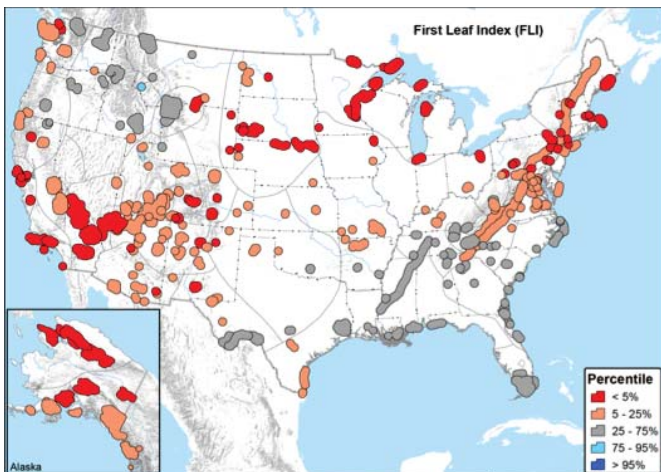 First Leaf Index (FLI)
Percentile
< 5%
5 - 25%
25 - 75%
75 - 95%
> 95%
Alaska